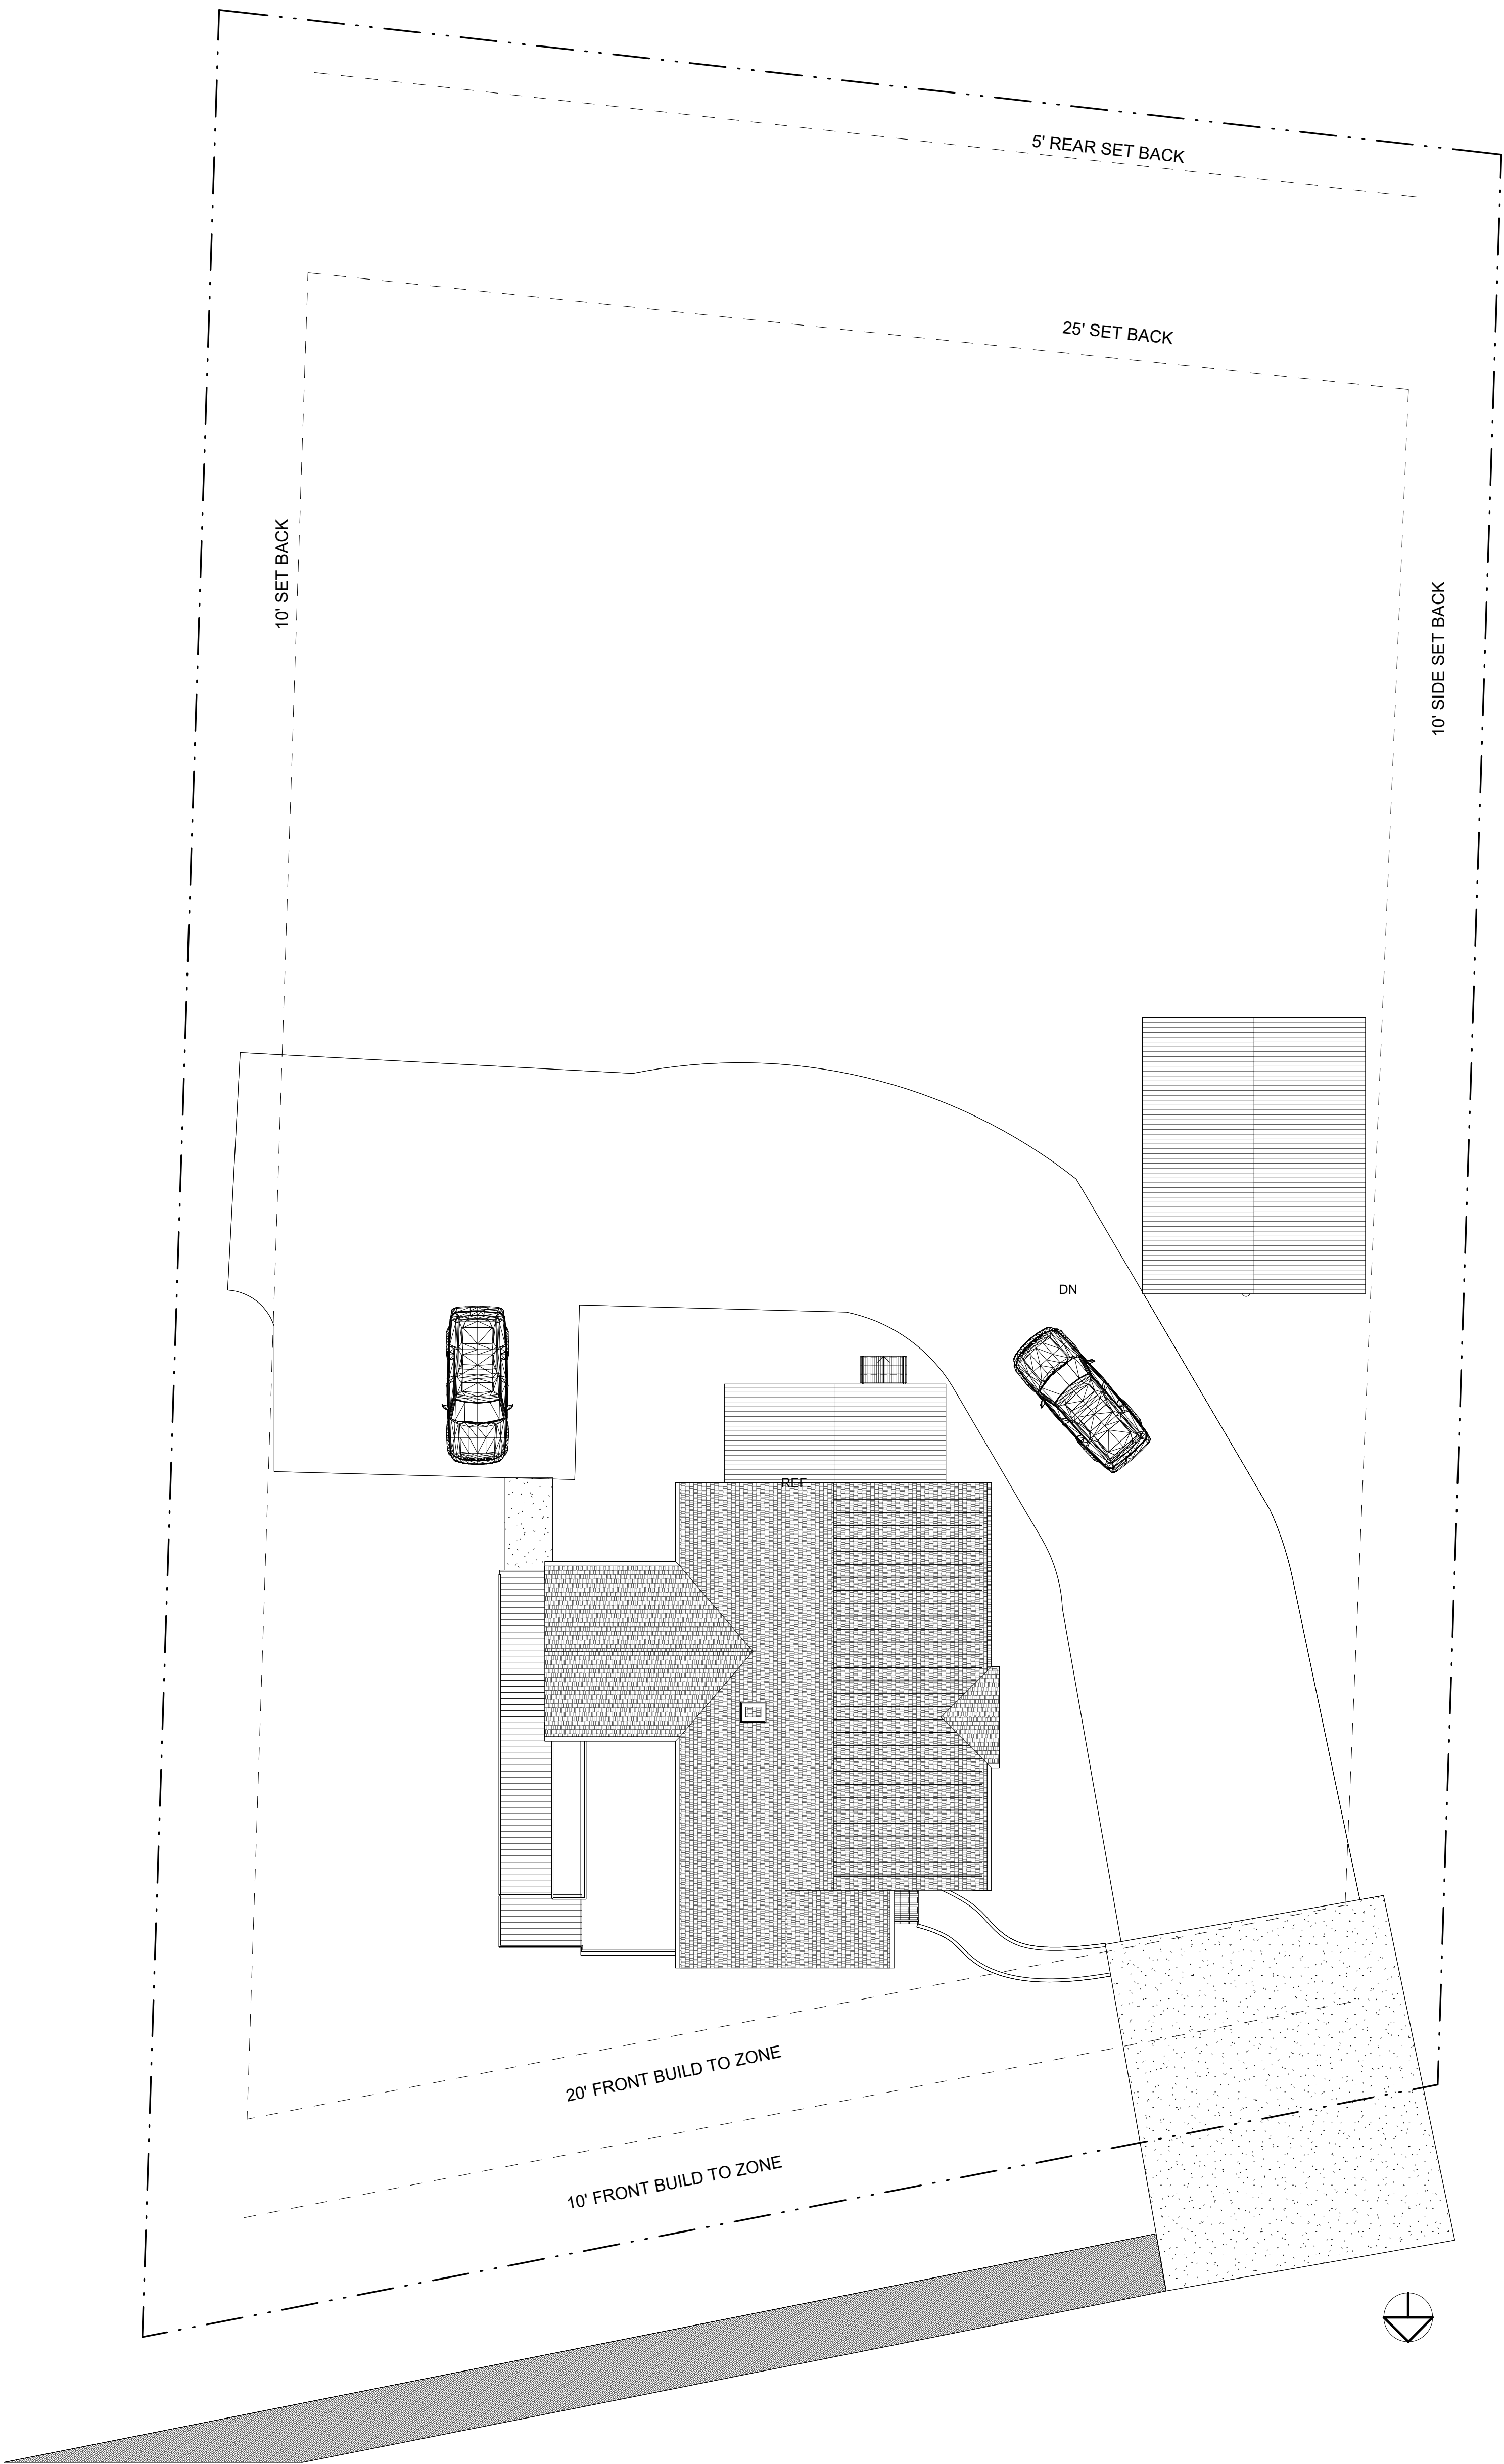 5' REAR SET BACK
25' SET BACK
10' SET BACK
10' SIDE SET BACK
DN
REF.
20' FRONT BUILD TO ZONE
10' FRONT BUILD TO ZONE